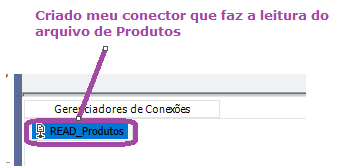 Criado meu conector que faz a leitura do
arquivo de Produtos
Gerenciadores de Conexões
READ_Produtos